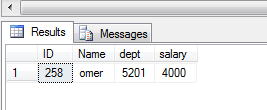 Results Messages
ID Name dept salary
1 258 omer 5201 4000